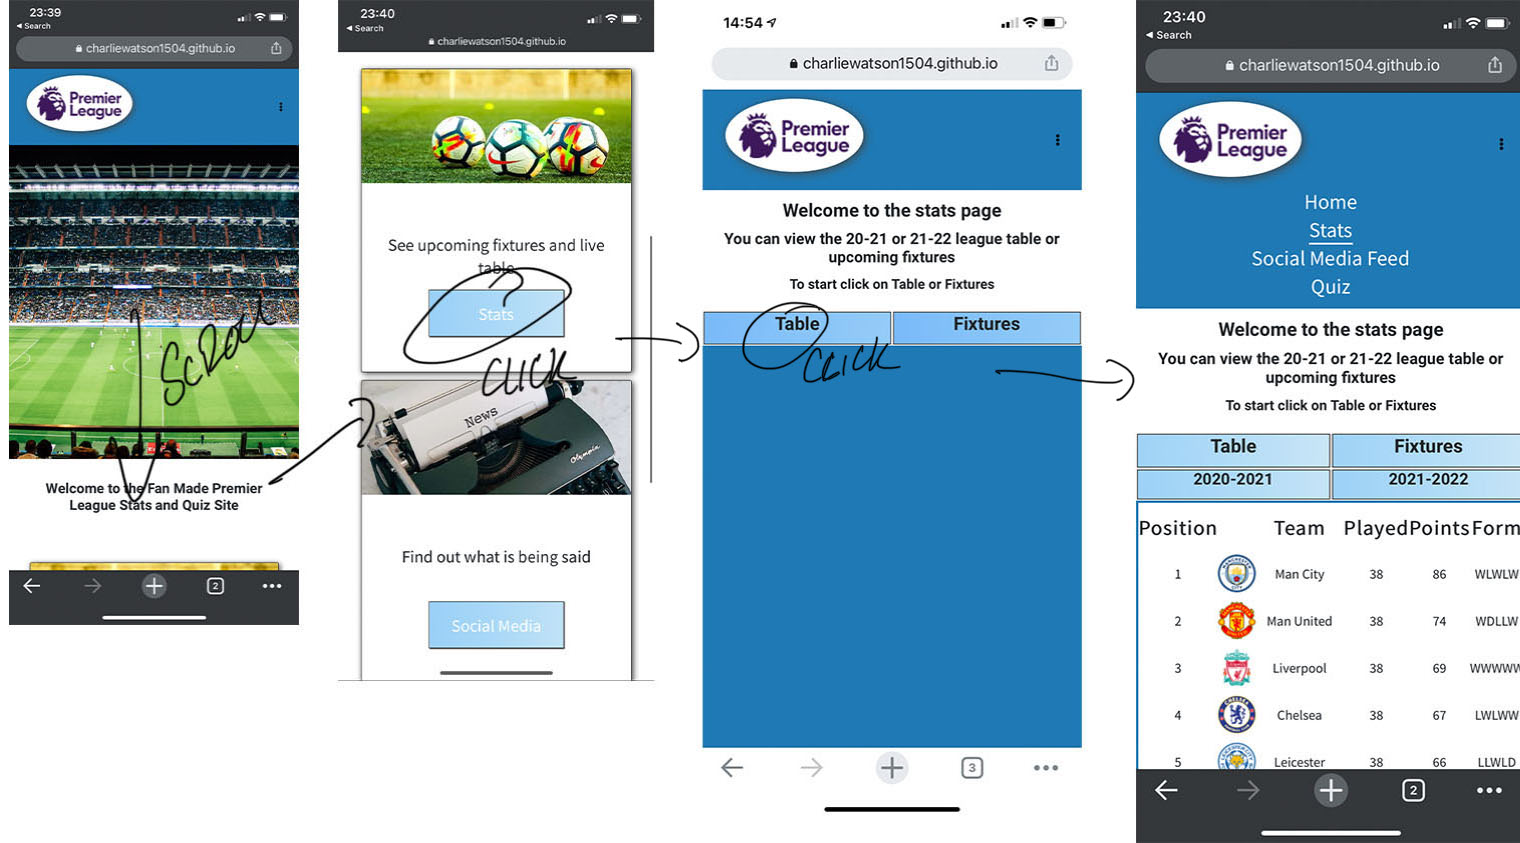 23:39
Search
charliewatson1504.github.io
Premier
League
SCROLL
Welcome to the Fan Made Premier
League Stats and Quiz Site
2
23:40
Search
charliewatson1504.github.io
See upcoming fixtures and live
table
Stats
CLICK
News
Olympia
Find out what is being said
Social Media
14:54
charliewatson1504.github.io
Premier
League
Welcome to the stats page
You can view the 20-21 or 21-22 league table or
upcoming fixtures
To start click on Table or Fixtures
Table Fixtures
CLICK
3
23:40
Search
charliewatson1504.github.io
Premier
League
Home
Stats
Social Media Feed
Quiz
Welcome to the stats page
You can view the 20-21 or 21-22 league table or
upcoming fixtures
To start click on Table or Fixtures
Table Fixtures
2020-2021 2021-2022
Position Team Played Points Form
1 Man City 38 86 WLWLW
2 Man United 38 74 WDLLW
3 Liverpool 38 69 WWWWW
4 Chelsea 38 67 LWLWW
5 Leicester 38 66 LLWLD
2